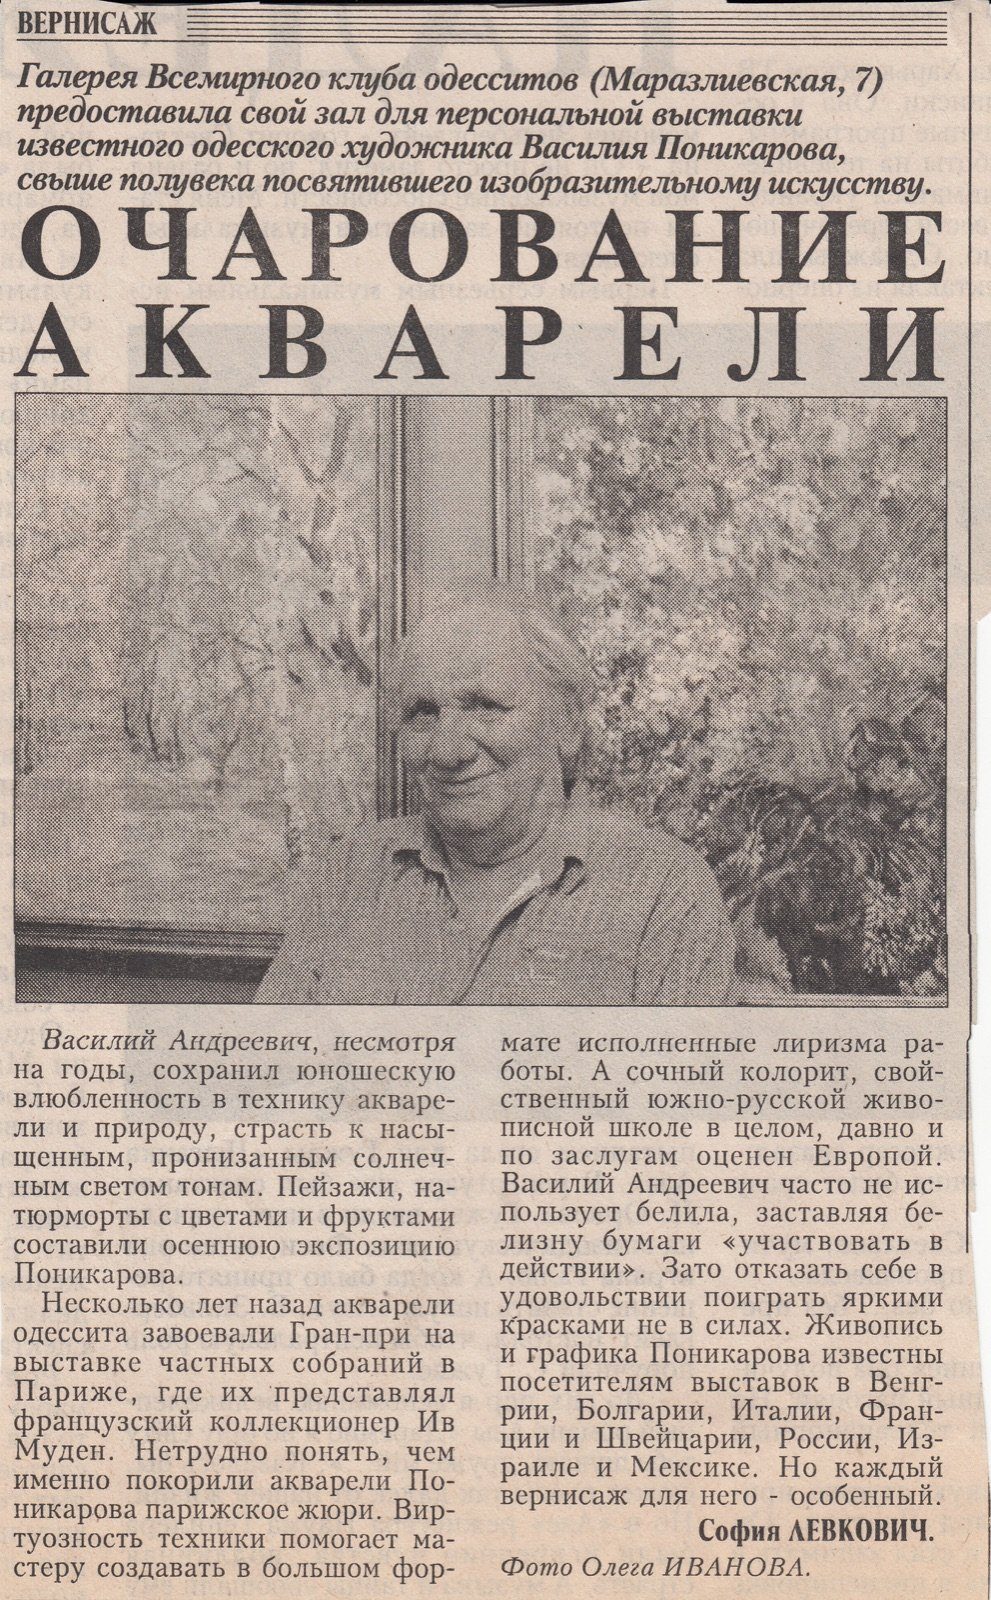 ВЕРНИСАЖ
Галерея Всемирного клуба одесситов (Маразлиевская, 7)
предоставила свой зал для персональной выставки
известного одесского художника Василия Поникарова,
свыше полувека посвятившего изобразительному искусству.
ОЧАРОВАНИЕ
АКВАРЕЛИ
Василий Андреевич, несмотря
на годы, сохранил юношескую
влюбленность в технику акваре-
ли и природу, страсть к насы-
щенным, пронизанным солнеч-
ным светом тонам. Пейзажи, на-
тюрморты с цветами и фруктами
составили осеннюю экспозицию
Поникарова.
Несколько лет назад акварели
одессита завоевали Гран-при на
выставке частных собраний в
Париже, где их представлял
французский коллекционер Ив
Муден. Нетрудно понять, чем
именно покорили акварели По-
никарова парижское жюри. Вир-
туозность техники помогает ма-
стеру создавать в большом фор-
мате исполненные лиризма ра-
боты. А сочный колорит, свой-
ственный южно-русской живо-
писной школе в целом, давно и
по заслугам оценен Европой.
Василий Андреевич часто не ис-
пользует белила, заставляя бе-
лизну бумаги «участвовать в
действии». Зато отказать себе в
удовольствии поиграть яркими
красками не в силах. Живопись
и графика Поникарова известны
посетителям выставок в Венг-
рии, Болгарии, Италии, Фран-
ции и Швейцарии, России, Из-
раиле и Мексике. Но каждый
вернисаж для него - особенный.
София ЛЕВКОВИЧ.
Фото Олега ИВАНОВА.